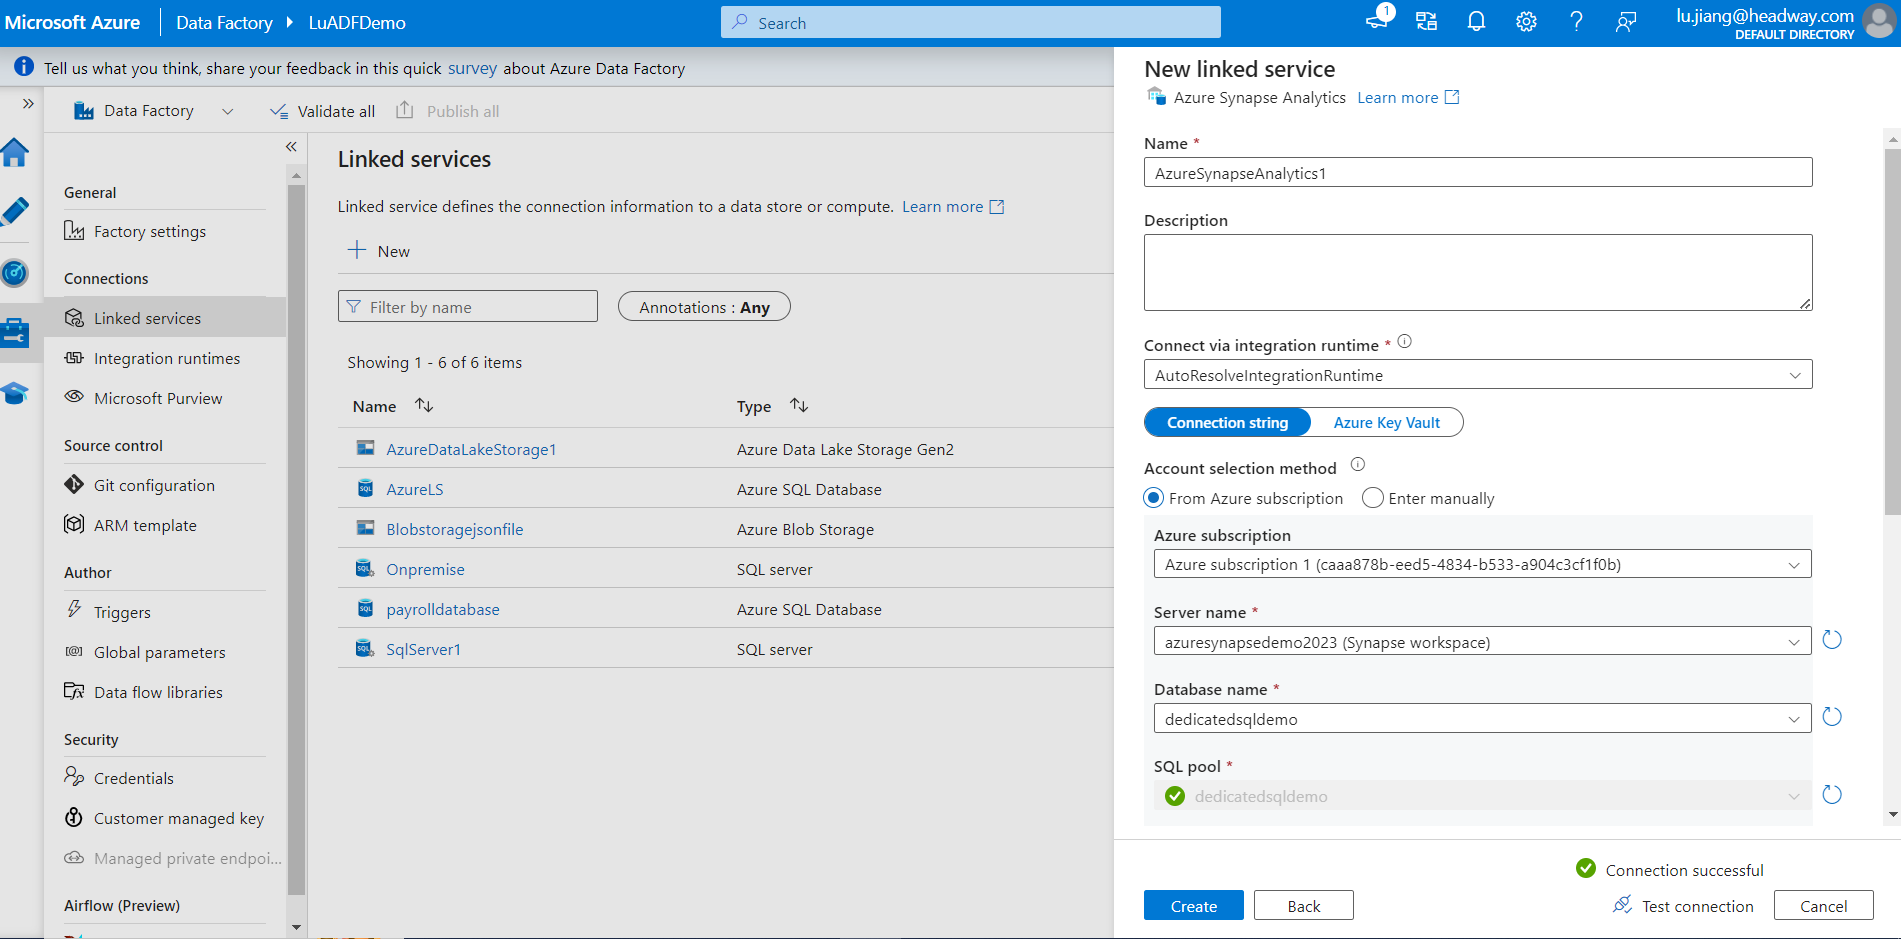 Microsoft Azure
Data Factory
LuADFDemo
Search
1
lu.jiang@headway.com
DEFAULT DIRECTORY
Tell us what you think, share your feedback in this quick survey about Azure Data Factory
Data Factory
Validate all
Publish all
General
Factory settings
Connections
Linked services
Integration runtimes
Microsoft Purview
Source control
Git configuration
ARM template
Author
Triggers
Global parameters
Data flow libraries
Security
Credentials
Customer managed key
Managed private endpoi...
Airflow (Preview)
Linked services
Linked service defines the connection information to a data store or compute. Learn more
New
Filter by name
Annotations : Any
Showing 1 - 6 of 6 items
Name Type
AzureDataLakeStorage1 Azure Data Lake Storage Gen2
AzureLS Azure SQL Database
Blobstoragejsonfile Azure Blob Storage
Onpremise SQL server
payrolldatabase Azure SQL Database
SqlServer1 SQL server
New linked service
Azure Synapse Analytics Learn more
Name *
AzureSynapseAnalytics1
Description
Connect via integration runtime *
AutoResolveIntegrationRuntime
Connection string Azure Key Vault
Account selection method
From Azure subscription Enter manually
Azure subscription
Azure subscription 1 (caaa878b-eed5-4834-b533-a904c3cf1f0b)
Server name *
azuresynapsedemo2023 (Synapse workspace)
Database name *
dedicatedsqldemo
SQL pool *
dedicatedsqldemo
Connection successful
Create Back Test connection Cancel